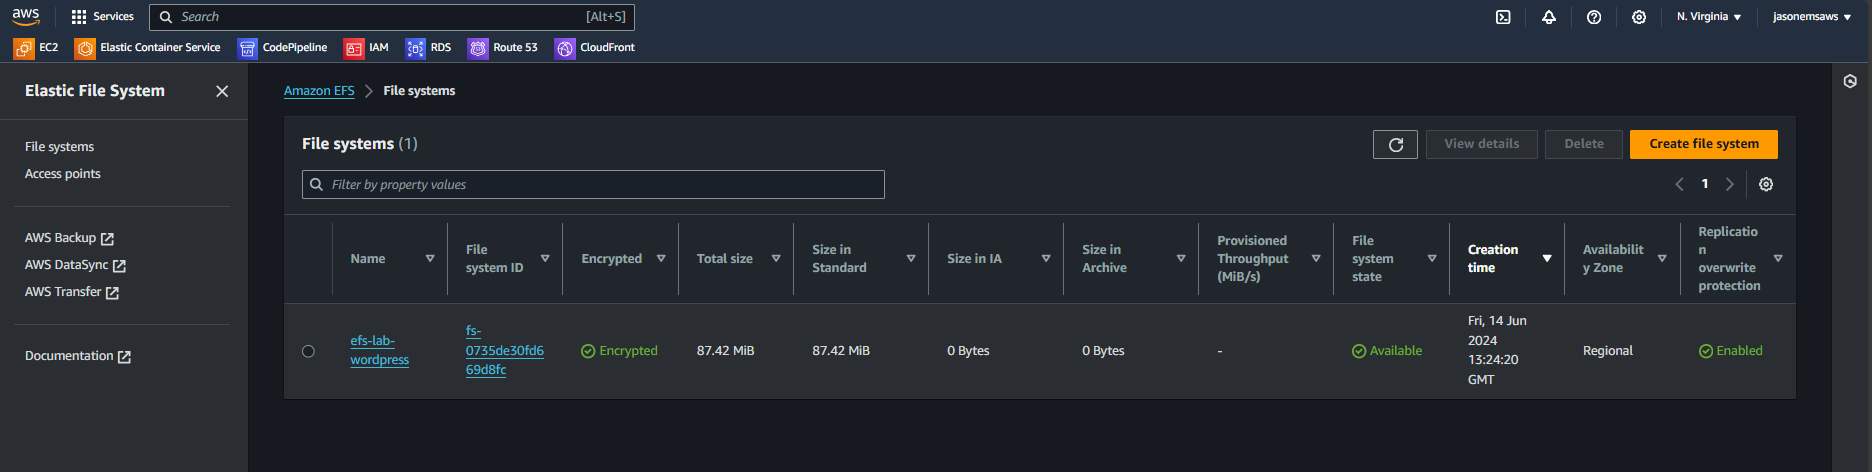 aws
Services
Search
[Alt+S]
N. Virginia
jasonemsaws
EC2
Elastic Container Service
CodePipeline
IAM
RDS
Route 53
CloudFront
Elastic File System
File systems
Access points
AWS Backup
AWS DataSync
AWS Transfer
Documentation
Amazon EFS
File systems
File systems (1)
View details
Delete
Create file system
Filter by property values
1
Name
File
system ID
Encrypted
Total size
Size in
Standard
Size in IA
Size in
Archive
Provisioned
Throughput
(MiB/s)
File
system
state
Creation
time
Availabilit
y Zone
Replicatio
n
overwrite
protection
efs-lab-
wordpress
fs-
0735de30fd6
69d8fc
Encrypted
87.42 MiB
87.42 MiB
0 Bytes
0 Bytes
-
Available
Fri, 14 Jun
2024
13:24:20
GMT
Regional
Enabled